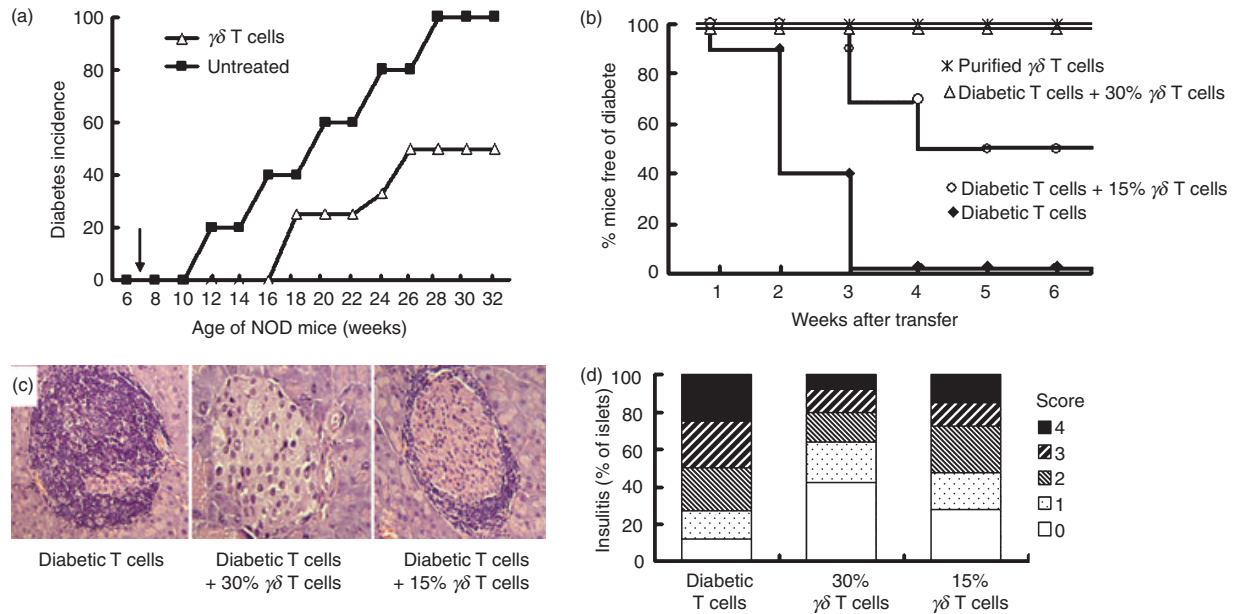 (a)
100
80
60
40
20
0
Diabetes incidence
γδ T cells
Untreated
6 8 10 12 14 16 18 20 22 24 26 28 30 32
Age of NOD mice (weeks)
(b)
100
80
60
40
20
0
% mice free of diabete
Purified γδ T cells
Diabetic T cells + 30% γδ T cells
Diabetic T cells + 15% γδ T cells
Diabetic T cells
1 2 3 4 5 6
Weeks after transfer
(c)
Diabetic T cells
Diabetic T cells
+ 30% γδ T cells
Diabetic T cells
+ 15% γδ T cells
(d)
100
80
60
40
20
0
Insulitis (% of islets)
Score
4
3
2
1
0
Diabetic
T cells
30%
γδ T cells
15%
γδ T cells